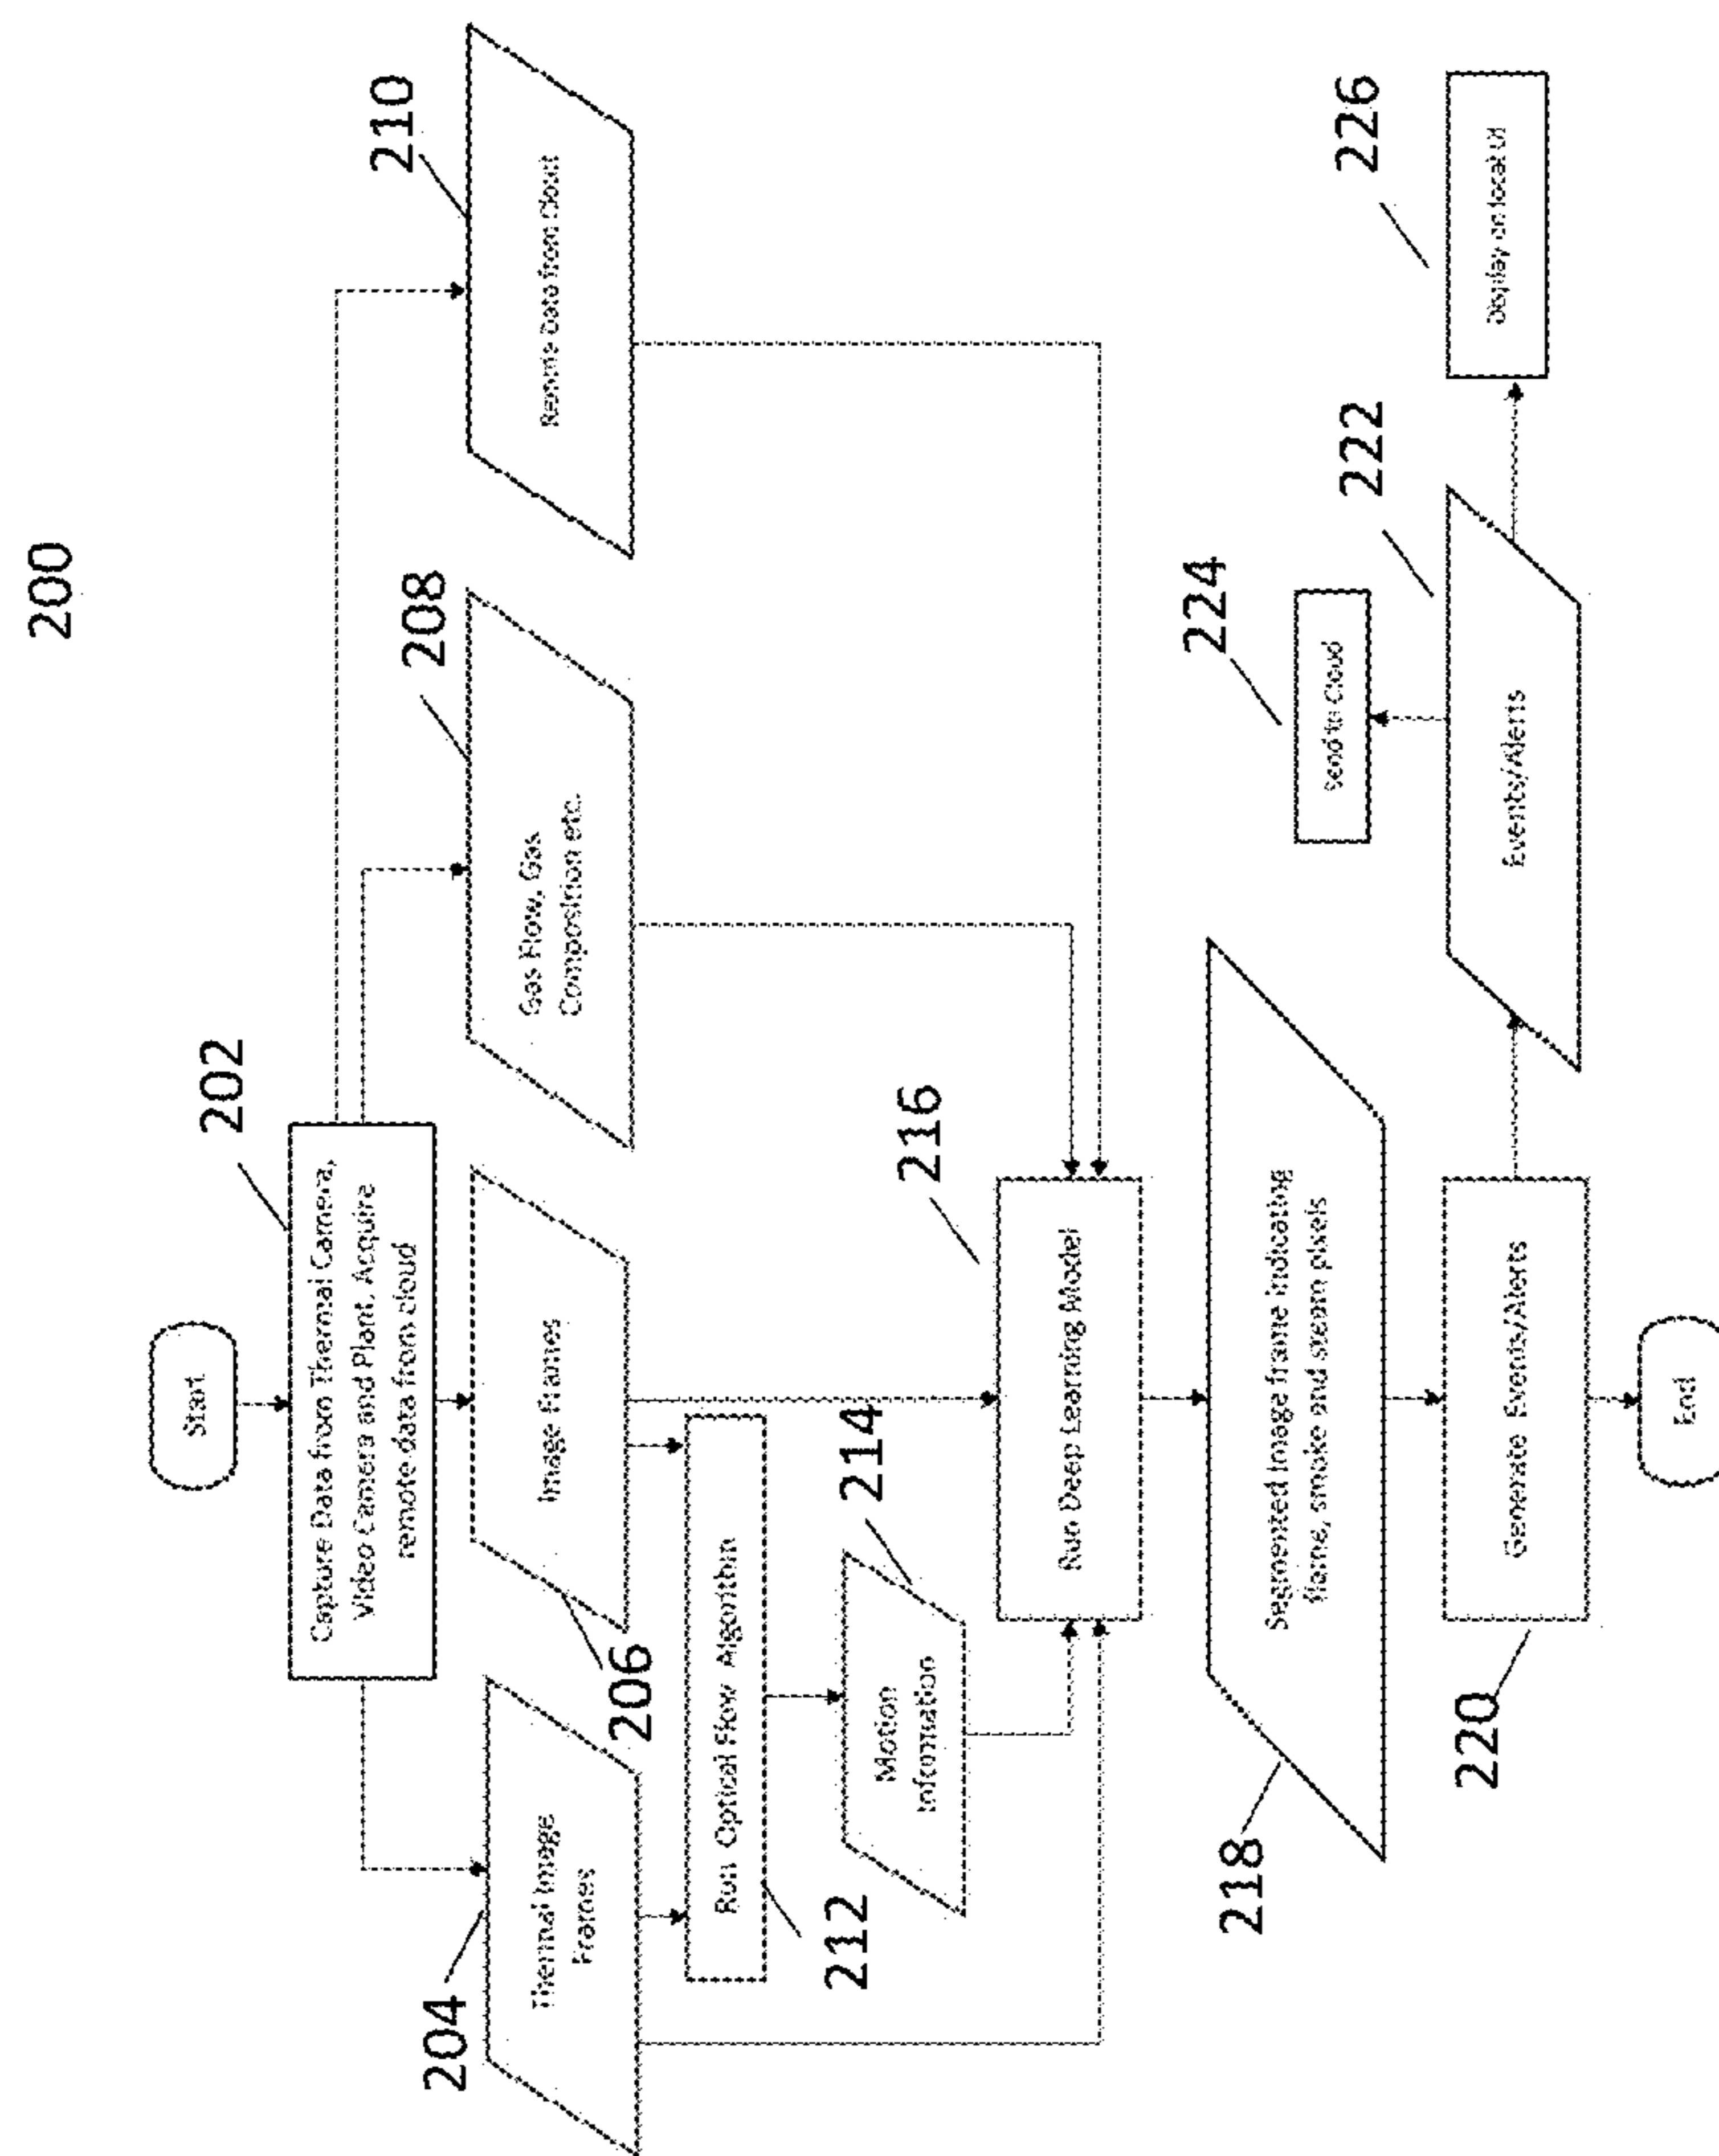 200
Start
202
Capture Data from Thermal Camera,
Video Camera and Plant. Acquire
remote data from cloud
204
Thermal Image
Frames
206
Image Frames
208
Gas Flow, Gas
Composition etc.
210
Remote Data from Cloud
212
Run Optical Flow Algorithm
214
Motion
Information
216
Run Deep Learning Model
218
Segmented image frame indicating
flame, smoke and steam pixels
220
Generate Events/Alerts
222
Events/Alerts
224
Send to Cloud
226
Display on local UI
End